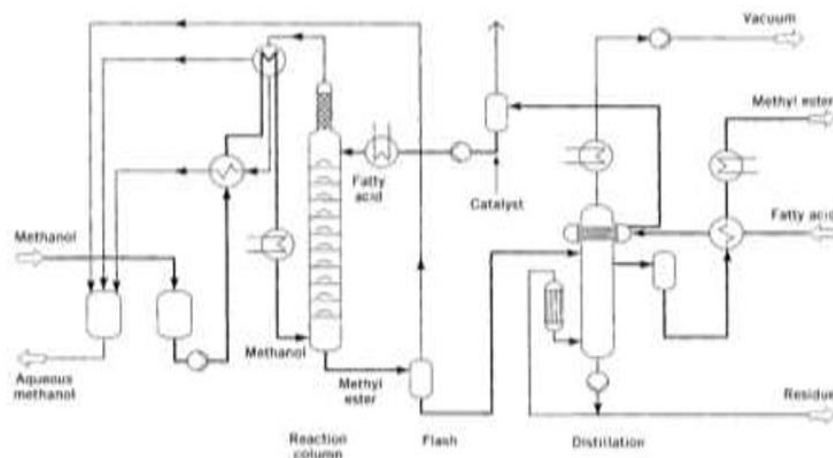 Vacuum
Methyl ester
Fatty
acid
Catalyst
Fatty acid
Methanol
Methanol
Aqueous
methanol
Methyl
ester
Residue
Reaction
column
Flash
Distillation